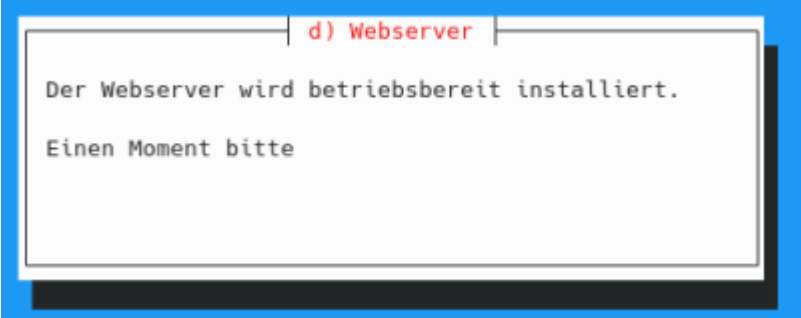 d) Webserver
Der Webserver wird betriebsbereit installiert.
Einen Moment bitte